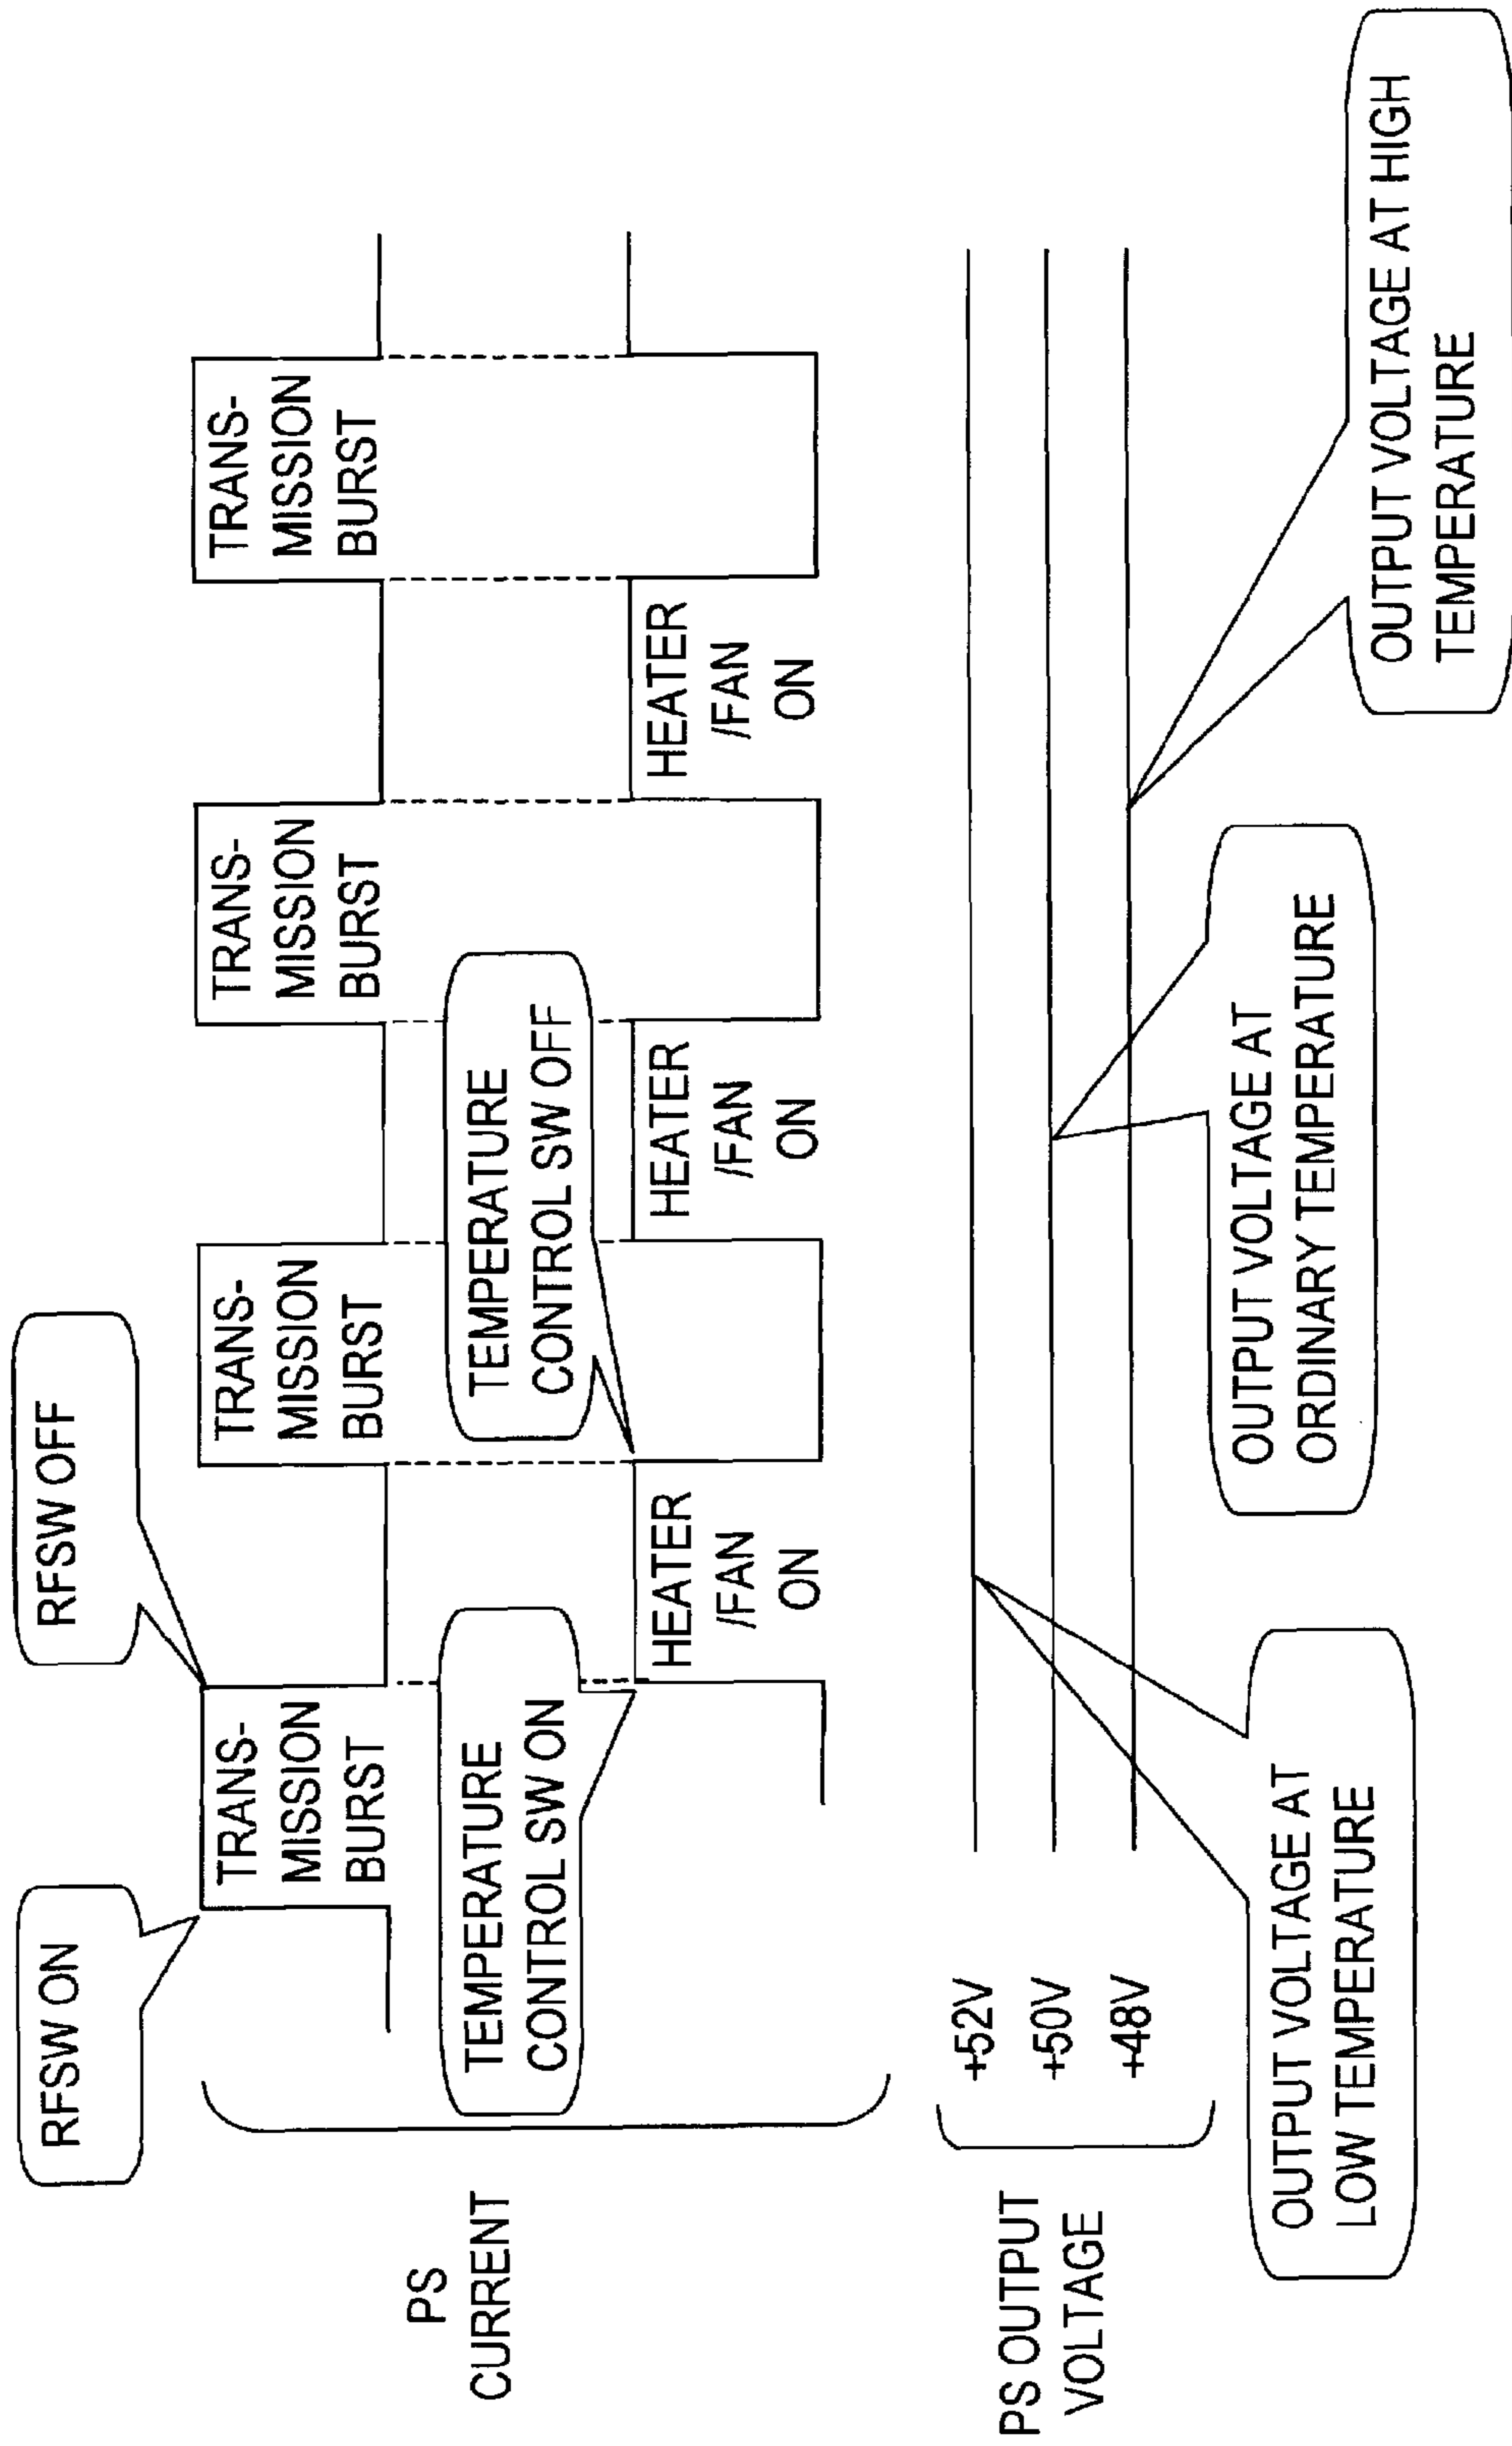 RFSW ON
RFSW OFF
PS
CURRENT
TRANS-
MISSION
BURST
TRANS-
MISSION
BURST
TRANS-
MISSION
BURST
TRANS-
MISSION
BURST
TEMPERATURE
CONTROL SW ON
TEMPERATURE
CONTROL SW OFF
HEATER
/FAN
ON
HEATER
/FAN
ON
HEATER
/FAN
ON
PS OUTPUT
VOLTAGE
+52V
+50V
+48V
OUTPUT VOLTAGE AT
LOW TEMPERATURE
OUTPUT VOLTAGE AT
ORDINARY TEMPERATURE
OUTPUT VOLTAGE AT HIGH
TEMPERATURE